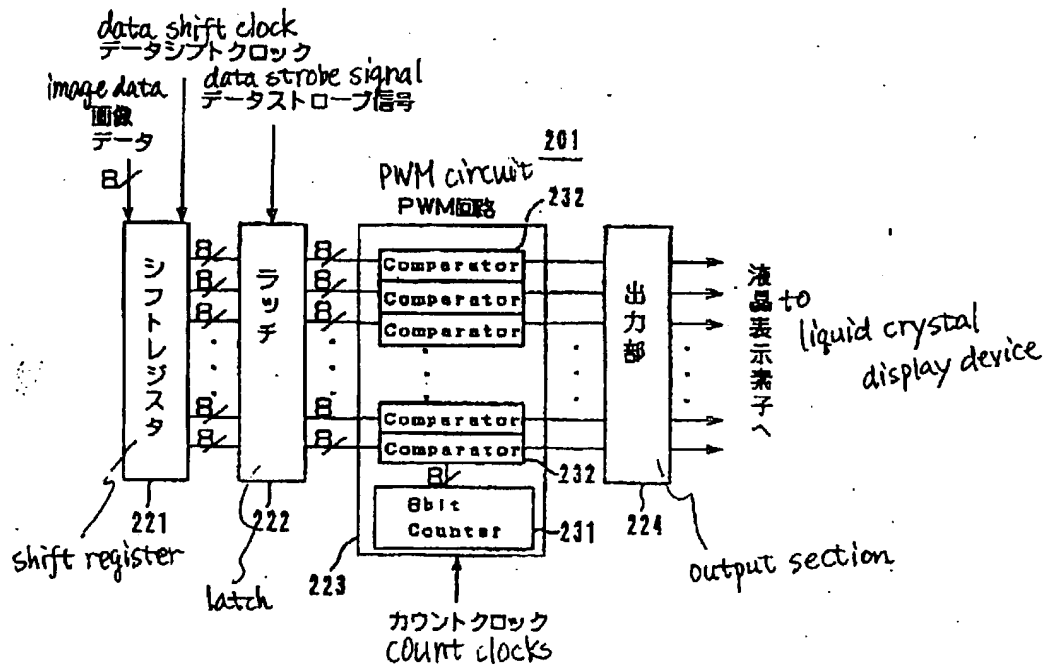 data shift clock
データシフトクロック
image data
画像
データ
8
data strobe signal
データストローブ信号
201
PWM circuit
PWM回路
232
シフトレジスタ
8
8
8
8
8
ラッチ
8
8
8
8
8
Comparator
Comparator
Comparator
Comparator
Comparator
232
8
8bit
Counter
231
出力部
液晶表示素子へ
to
liquid crystal
display device
221
shift register
222
latch
223
224
output section
カウントクロック
count clocks